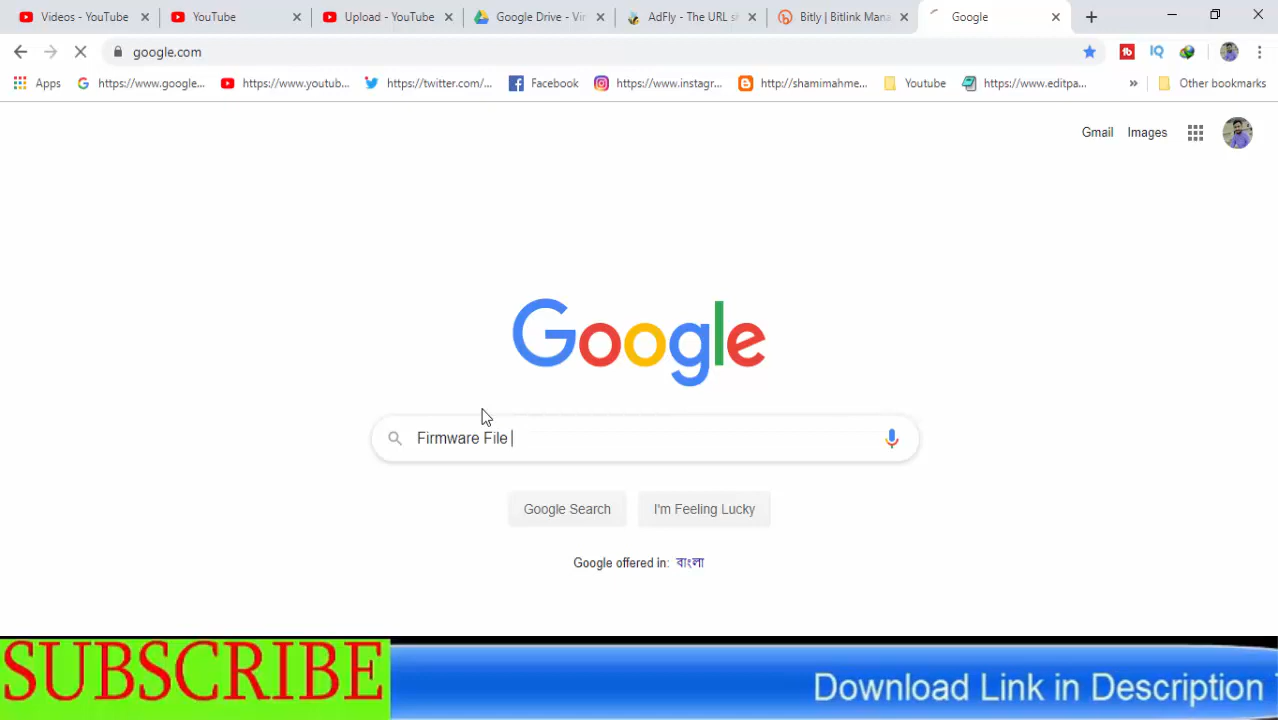 Videos - YouTube
YouTube
Upload - YouTube
Google Drive - Vir
AdFly - The URL s
Bitly | Bitlink Mana
Google
google.com
Apps
https://www.google...
https://www.youtub...
https://twitter.com/...
Facebook
https://www.instagr...
http://shamimahme...
Youtube
https://www.editpa...
Other bookmarks
Gmail
Images
Google
Firmware File
Google Search
I'm Feeling Lucky
Google offered in: বাংলা
SUBSCRIBE
Download Link in Description